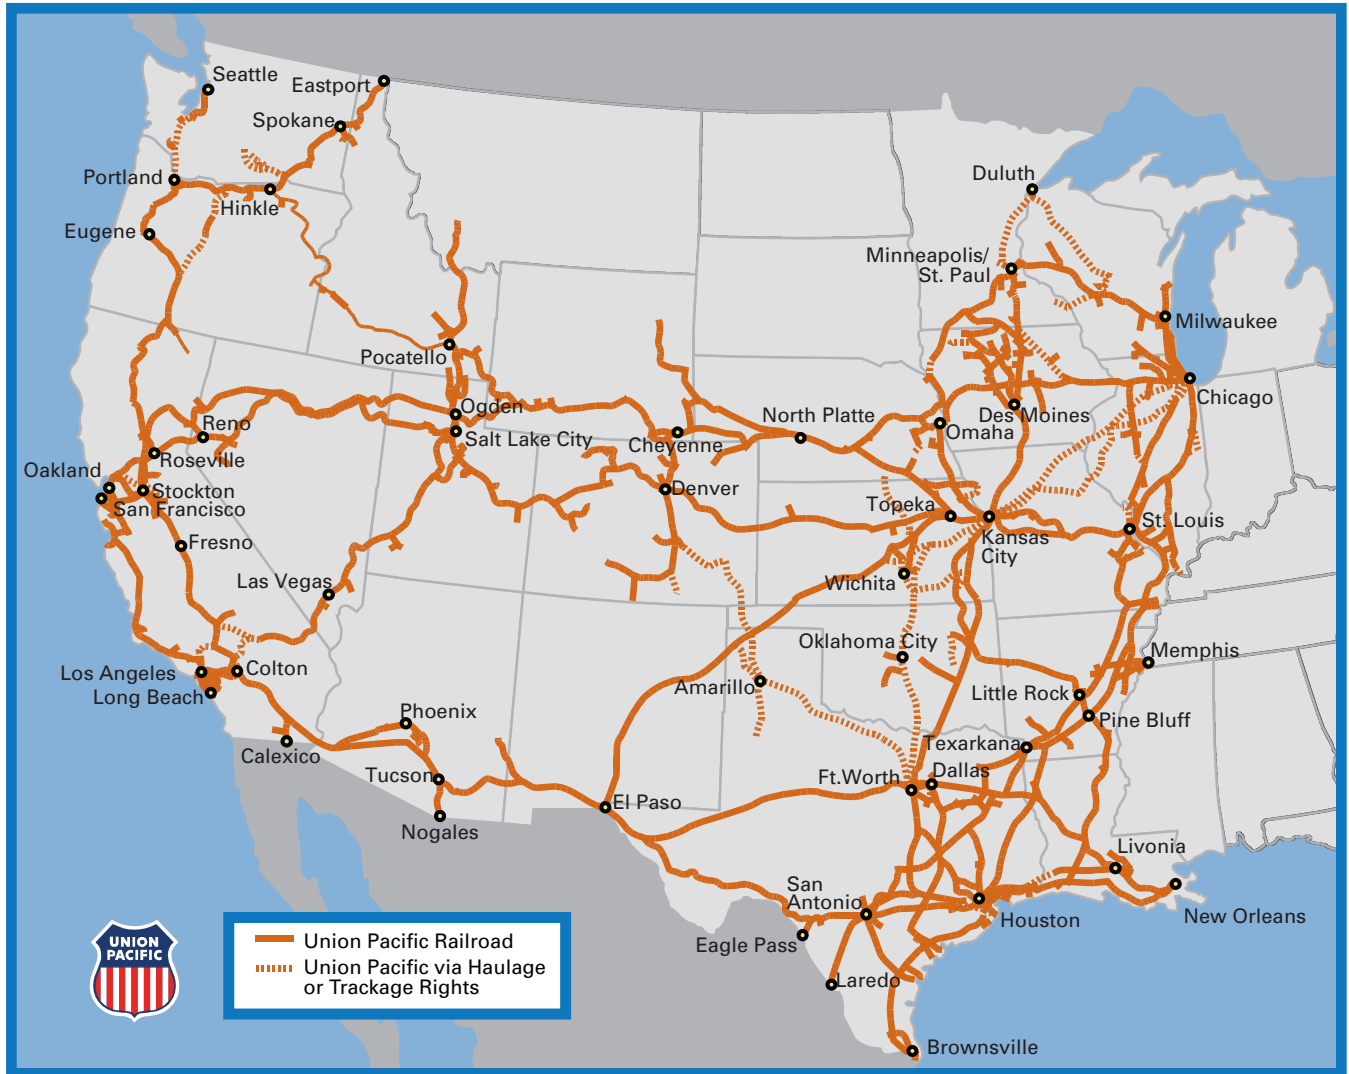 Seattle
Eastport
Spokane
Portland
Hinkle
Eugene
Duluth
Minneapolis/
St. Paul
Milwaukee
Pocatello
Chicago
Ogden
Reno
North Platte
Des Moines
Omaha
Salt Lake City
Cheyenne
Roseville
Oakland
Denver
Stockton
San Francisco
Topeka
St. Louis
Fresno
Kansas
City
Las Vegas
Wichita
Oklahoma City
Memphis
Los Angeles
Colton
Long Beach
Amarillo
Little Rock
Phoenix
Pine Bluff
Calexico
Texarkana
Tucson
Ft.Worth
Dallas
El Paso
Nogales
Livonia
San
Antonio
Houston
New Orleans
Eagle Pass
Laredo
Brownsville
UNION
PACIFIC
Union Pacific Railroad
Union Pacific via Haulage
or Trackage Rights